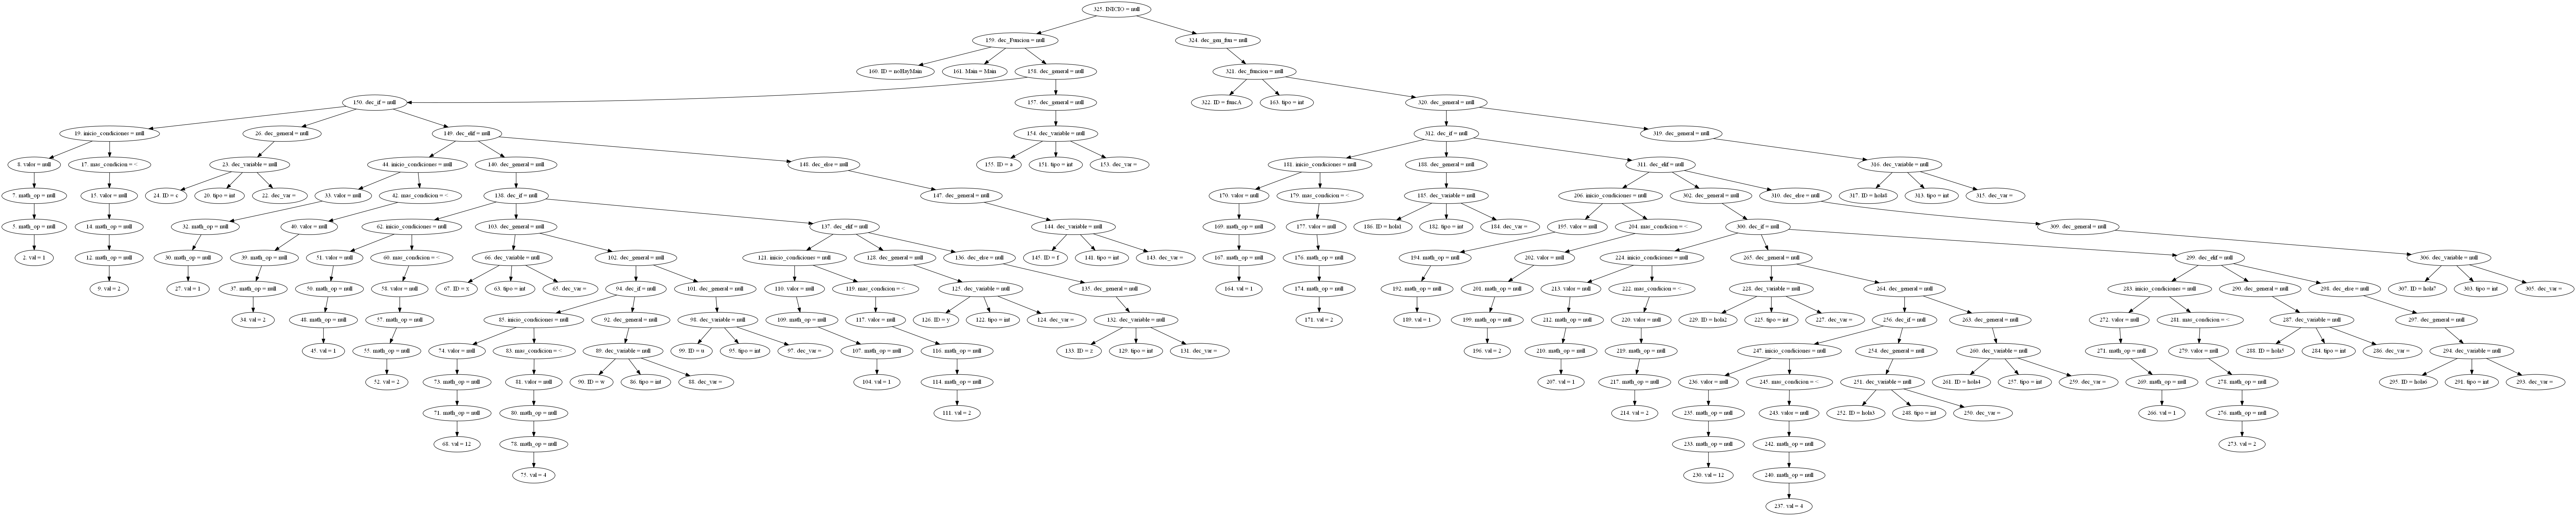 325. INICIO = null
159. dec_Funcion = null
324. dec_gen_fun = null
160. ID = noHayMain
161. Main = Main
158. dec_general = null
321. dec_funcion = null
150. dec_if = null
157. dec_general = null
322. ID = funcA
163. tipo = int
320. dec_general = null
19. inicio_condiciones = null
26. dec_general = null
149. dec_elif = null
154. dec_variable = null
312. dec_if = null
319. dec_general = null
8. valor = null
17. mas_condicion = <
23. dec_variable = null
44. inicio_condiciones = null
140. dec_general = null
148. dec_else = null
155. ID = a
151. tipo = int
153. dec_var =
181. inicio_condiciones = null
188. dec_general = null
311. dec_elif = null
316. dec_variable = null
7. math_op = null
15. valor = null
24. ID = c
20. tipo = int
22. dec_var =
33. valor = null
42. mas_condicion = <
138. dec_if = null
147. dec_general = null
170. valor = null
179. mas_condicion = <
185. dec_variable = null
206. inicio_condiciones = null
302. dec_general = null
310. dec_else = null
317. ID = hola8
313. tipo = int
315. dec_var =
5. math_op = null
14. math_op = null
32. math_op = null
40. valor = null
62. inicio_condiciones = null
103. dec_general = null
137. dec_elif = null
144. dec_variable = null
169. math_op = null
177. valor = null
186. ID = hola1
182. tipo = int
184. dec_var =
195. valor = null
204. mas_condicion = <
300. dec_if = null
309. dec_general = null
2. val = 1
12. math_op = null
30. math_op = null
39. math_op = null
51. valor = null
60. mas_condicion = <
66. dec_variable = null
102. dec_general = null
121. inicio_condiciones = null
128. dec_general = null
136. dec_else = null
145. ID = f
141. tipo = int
143. dec_var =
167. math_op = null
176. math_op = null
194. math_op = null
202. valor = null
224. inicio_condiciones = null
265. dec_general = null
299. dec_elif = null
306. dec_variable = null
9. val = 2
27. val = 1
37. math_op = null
50. math_op = null
58. valor = null
67. ID = x
63. tipo = int
65. dec_var =
94. dec_if = null
101. dec_general = null
110. valor = null
119. mas_condicion = <
125. dec_variable = null
135. dec_general = null
164. val = 1
174. math_op = null
192. math_op = null
201. math_op = null
213. valor = null
222. mas_condicion = <
228. dec_variable = null
264. dec_general = null
283. inicio_condiciones = null
290. dec_general = null
298. dec_else = null
307. ID = hola7
303. tipo = int
305. dec_var =
34. val = 2
48. math_op = null
57. math_op = null
85. inicio_condiciones = null
92. dec_general = null
98. dec_variable = null
109. math_op = null
117. valor = null
126. ID = y
122. tipo = int
124. dec_var =
132. dec_variable = null
171. val = 2
189. val = 1
199. math_op = null
212. math_op = null
220. valor = null
229. ID = hola2
225. tipo = int
227. dec_var =
256. dec_if = null
263. dec_general = null
272. valor = null
281. mas_condicion = <
287. dec_variable = null
297. dec_general = null
45. val = 1
55. math_op = null
74. valor = null
83. mas_condicion = <
89. dec_variable = null
99. ID = u
95. tipo = int
97. dec_var =
107. math_op = null
116. math_op = null
133. ID = z
129. tipo = int
131. dec_var =
196. val = 2
210. math_op = null
219. math_op = null
247. inicio_condiciones = null
254. dec_general = null
260. dec_variable = null
271. math_op = null
279. valor = null
288. ID = hola5
284. tipo = int
286. dec_var =
294. dec_variable = null
52. val = 2
73. math_op = null
81. valor = null
90. ID = w
86. tipo = int
88. dec_var =
104. val = 1
114. math_op = null
207. val = 1
217. math_op = null
236. valor = null
245. mas_condicion = <
251. dec_variable = null
261. ID = hola4
257. tipo = int
259. dec_var =
269. math_op = null
278. math_op = null
295. ID = hola6
291. tipo = int
293. dec_var =
71. math_op = null
80. math_op = null
111. val = 2
214. val = 2
235. math_op = null
243. valor = null
252. ID = hola3
248. tipo = int
250. dec_var =
266. val = 1
276. math_op = null
68. val = 12
78. math_op = null
233. math_op = null
242. math_op = null
273. val = 2
75. val = 4
230. val = 12
240. math_op = null
237. val = 4